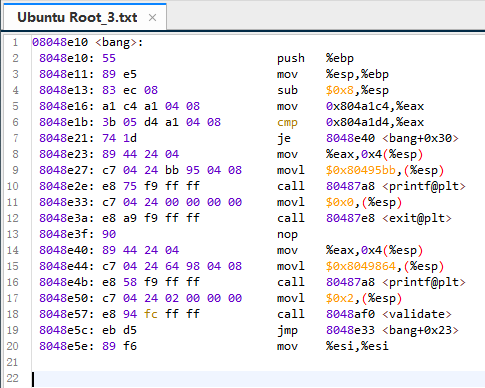 Ubuntu Root_3.txt ×
1 08048e10 <bang>:
2 8048e10: 55 push %ebp
3 8048e11: 89 e5 mov %esp,%ebp
4 8048e13: 83 ec 08 sub $0x8,%esp
5 8048e16: a1 c4 a1 04 08 mov 0x804a1c4,%eax
6 8048e1b: 3b 05 d4 a1 04 08 cmp 0x804a1d4,%eax
7 8048e21: 74 1d je 8048e40 <bang+0x30>
8 8048e23: 89 44 24 04 mov %eax,0x4(%esp)
9 8048e27: c7 04 24 bb 95 04 08 movl $0x80495bb,(%esp)
10 8048e2e: e8 75 f9 ff ff call 80487a8 <printf@plt>
11 8048e33: c7 04 24 00 00 00 00 movl $0x0,(%esp)
12 8048e3a: e8 a9 f9 ff ff call 80487e8 <exit@plt>
13 8048e3f: 90 nop
14 8048e40: 89 44 24 04 mov %eax,0x4(%esp)
15 8048e44: c7 04 24 64 98 04 08 movl $0x8049864,(%esp)
16 8048e4b: e8 58 f9 ff ff call 80487a8 <printf@plt>
17 8048e50: c7 04 24 02 00 00 00 movl $0x2,(%esp)
18 8048e57: e8 94 fc ff ff call 8048af0 <validate>
19 8048e5c: eb d5 jmp 8048e33 <bang+0x23>
20 8048e5e: 89 f6 mov %esi,%esi
21
22